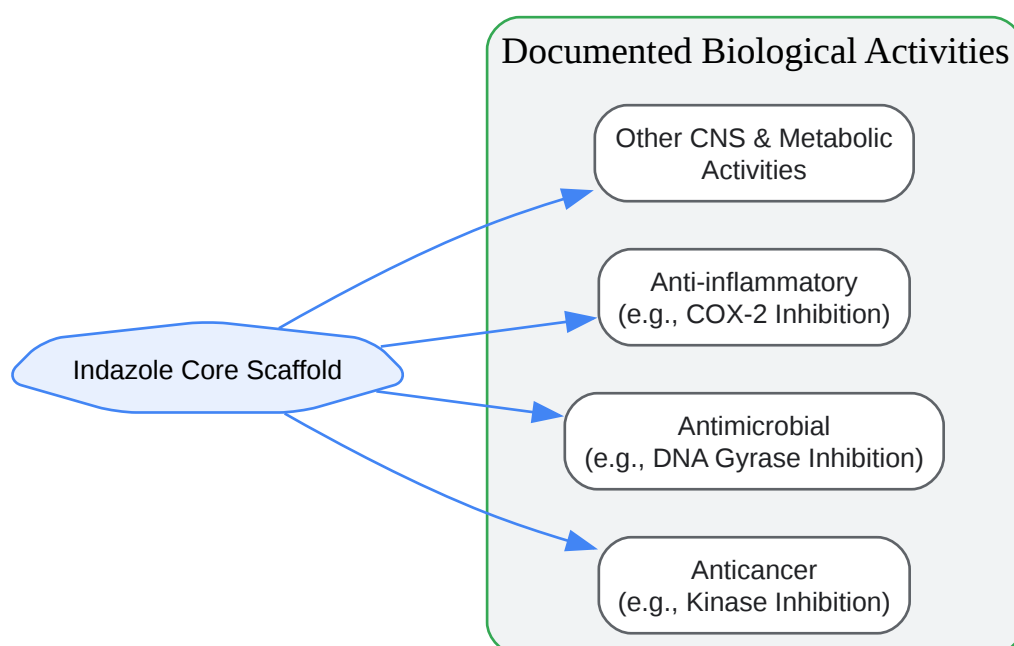 Documented Biological Activities
Other CNS & Metabolic
Activities
Anti-inflammatory
(e.g., COX-2 Inhibition)
Indazole Core Scaffold
Antimicrobial
(e.g., DNA Gyrase Inhibition)
Anticancer
(e.g., Kinase Inhibition)